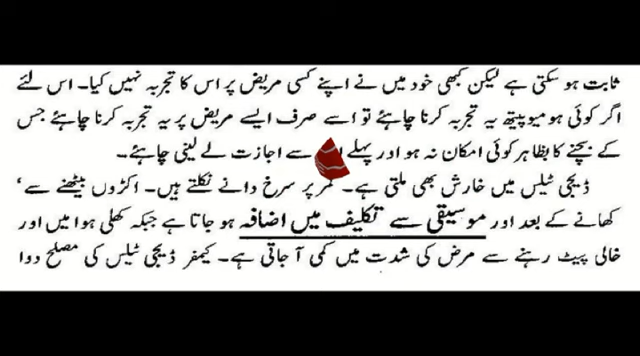 ثابت ہو سکتی ہے لیکن کبھی خود میں نے اپنے کسی مریض پر اس کا تجربہ نہیں کیا۔ اس لئے
اگر کوئی ہومیوپیتھ یہ تجربہ کرنا چاہئے تو اسے صرف ایسے مریض پر یہ تجربہ کرنا چاہئے جس
کے بچنے کا بظاہر کوئی امکان نہ ہو اور پہلے سے اجازت لے لینی چاہئے۔
ڈیجی ٹیلس میں خارش بھی ملتی ہے۔ کمر پر سرخ دانے نکلتے ہیں۔ اکڑوں بیٹھنے سے،
کھانے کے بعد اور موسیقی سے تکلیف میں اضافہ ہو جاتا ہے جبکہ کھلی ہوا میں اور
خالی پیٹ رہنے سے مرض کی شدت میں کمی آ جاتی ہے۔ کیمفر ڈیجی ٹیلس کی مصلح دوا